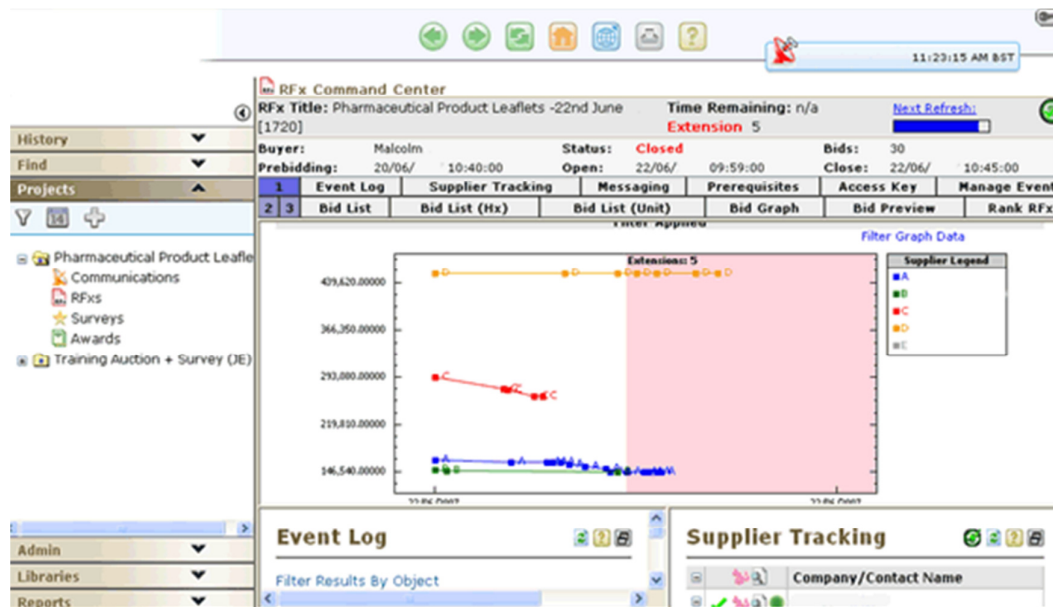 11:23:15 AM BST
RFx Command Center
RFx Title: Pharmaceutical Product Leaflets -22nd June
[1720]
Time Remaining: n/a
Extension 5
Next Refresh:
Buyer: Malcolm Status: Closed Bids: 30
Prebidding: 20/06/ 10:40:00 Open: 22/06/ 09:59:00 Close: 22/06/ 10:45:00
1 Event Log Supplier Tracking Messaging Prerequisites Access Key Manage Event
2 3 Bid List Bid List (Hx) Bid List (Unit) Bid Graph Bid Preview Rank RFx
History
Find
Projects
14
Pharmaceutical Product Leafle
Communications
RFxs
Surveys
Awards
Training Auction + Survey (JE)
Admin
Libraries
Reports
Filter Applied
Filter Graph Data
Extensions: 5
Supplier Legend
A
B
C
D
E
366,350.00000
219,810.00000
146,540.00000
Event Log
Filter Results By Object
Supplier Tracking
Company/Contact Name